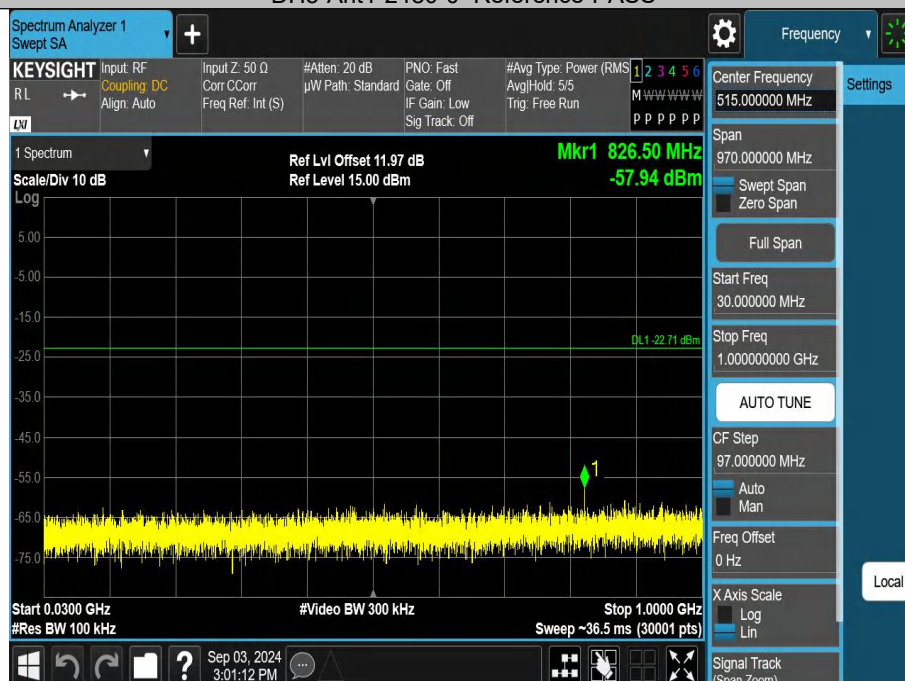 Spectrum Analyzer 1
Swept SA
Frequency
KEYSIGHT
RL
LXI
Input: RF
Coupling: DC
Align: Auto
Input Z: 50 Ω
Corr CCorr
Freq Ref: Int (S)
#Atten: 20 dB
µW Path: Standard
PNO: Fast
Gate: Off
IF Gain: Low
Sig Track: Off
#Avg Type: Power (RMS
Avg|Hold: 5/5
Trig: Free Run
1 2 3 4 5 6
M W W W W W
P P P P P P
Center Frequency
515.000000 MHz
Settings
1 Spectrum
Scale/Div 10 dB
Log
Ref Lvl Offset 11.97 dB
Ref Level 15.00 dBm
Mkr1 826.50 MHz
-57.94 dBm
Span
970.000000 MHz
Swept Span
Zero Span
Full Span
Start Freq
30.000000 MHz
Stop Freq
1.000000000 GHz
AUTO TUNE
CF Step
97.000000 MHz
Auto
Man
Freq Offset
0 Hz
X Axis Scale
Log
Lin
Signal Track
(Span Zoom)
Local
5.00
-5.00
-15.0
-25.0
-35.0
-45.0
-55.0
-65.0
-75.0
DL1 -22.71 dBm
1
Start 0.0300 GHz
#Res BW 100 kHz
#Video BW 300 kHz
Stop 1.0000 GHz
Sweep ~36.5 ms (30001 pts)
?
Sep 03, 2024
3:01:12 PM